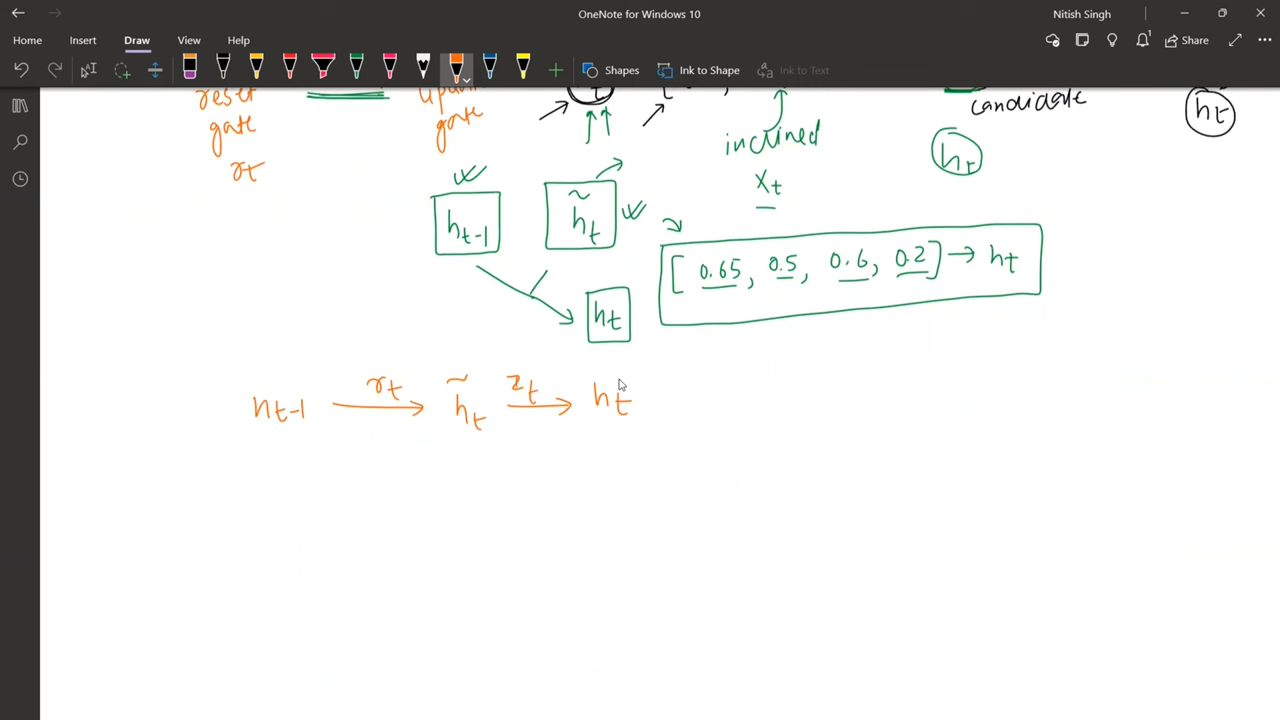 OneNote for Windows 10
Nitish Singh
Home Insert Draw View Help
Share
Shapes Ink to Shape Ink to Text
reset gate rt
gate
candidate
h̃t
inclined
xt
ht
ht-1
h̃t
[0.65, 0.5, 0.6, 0.2] → ht
ht
ht-1 rt → h̃t zt → ht